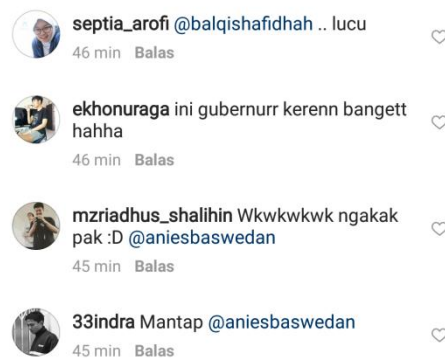 septia_arofi @balqishafidhah .. lucu
46 min Balas
ekhonuraga ini gubernurr kerenn bangett
hahha
46 min Balas
mzriadhus_shalihin Wkwkwkwk ngakak
pak :D @aniesbaswedan
45 min Balas
33indra Mantap @aniesbaswedan
45 min Balas